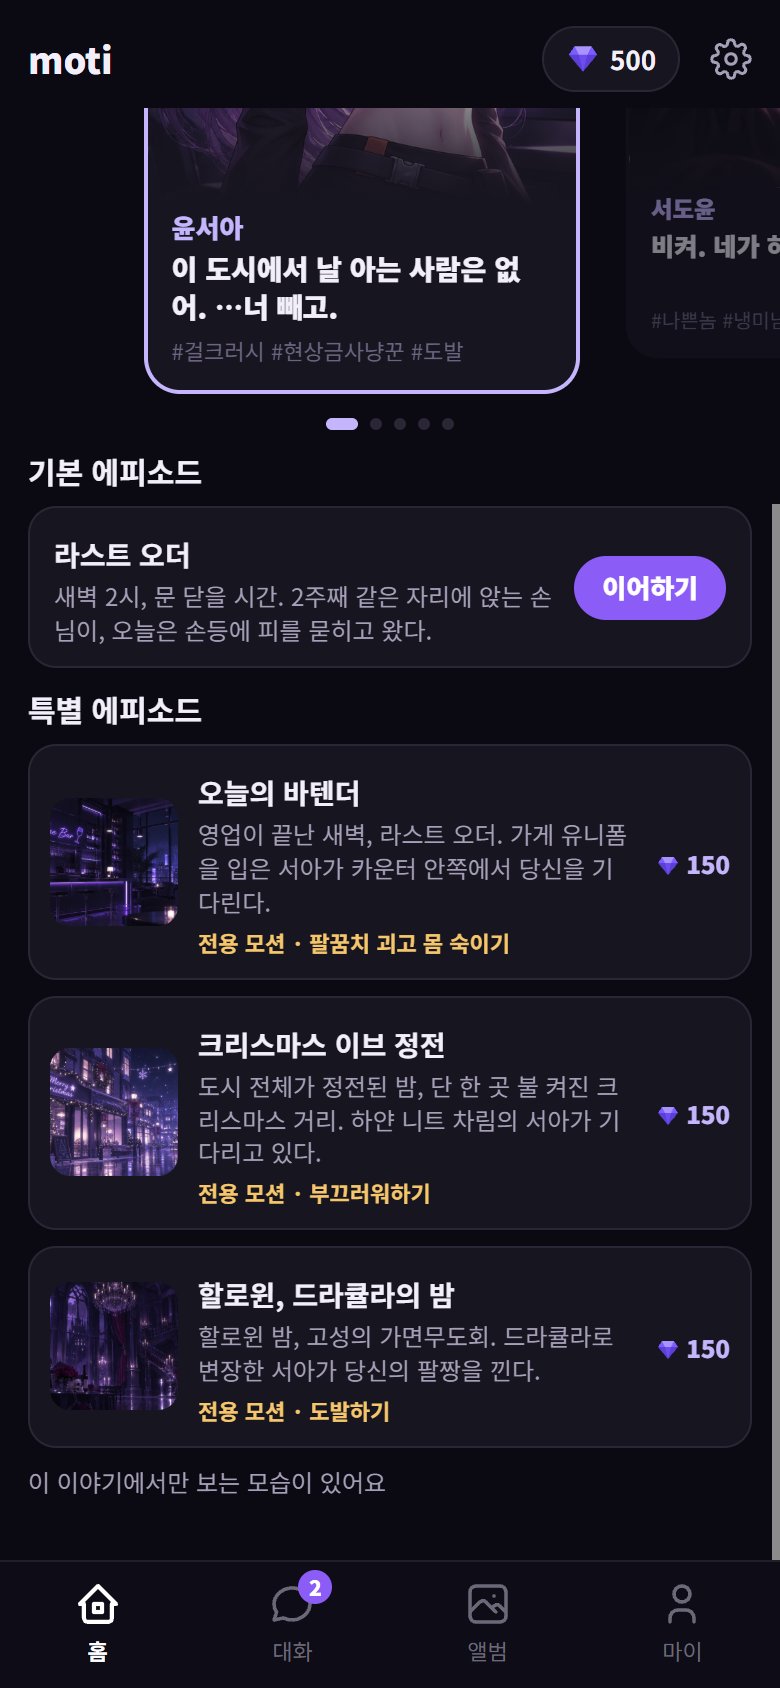 moti
500
윤서아
이 도시에서 날 아는 사람은 없
어. …너 빼고.
#걸크러시 #현상금사냥꾼 #도발
서도윤
비켜. 네가
#나쁜놈
기본 에피소드
라스트 오더
새벽 2시, 문 닫을 시간. 2주째 같은 자리에 앉는 손
님이, 오늘은 손등에 피를 묻히고 왔다.
이어하기
특별 에피소드
오늘의 바텐더
영업이 끝난 새벽, 라스트 오더. 가게 유니폼
을 입은 서아가 카운터 안쪽에서 당신을 기
다린다.
전용 모션 · 팔꿈치 괴고 몸 숙이기
150
크리스마스 이브 정전
도시 전체가 정전된 밤, 단 한 곳 불 켜진 크
리스마스 거리. 하얀 니트 차림의 서아가 기
다리고 있다.
전용 모션 · 부끄러워하기
150
할로윈, 드라큘라의 밤
할로윈 밤, 고성의 가면무도회. 드라큘라로
변장한 서아가 당신의 팔짱을 낀다.
전용 모션 · 도발하기
150
이 이야기에서만 보는 모습이 있어요
홈
2
대화
앨범
마이